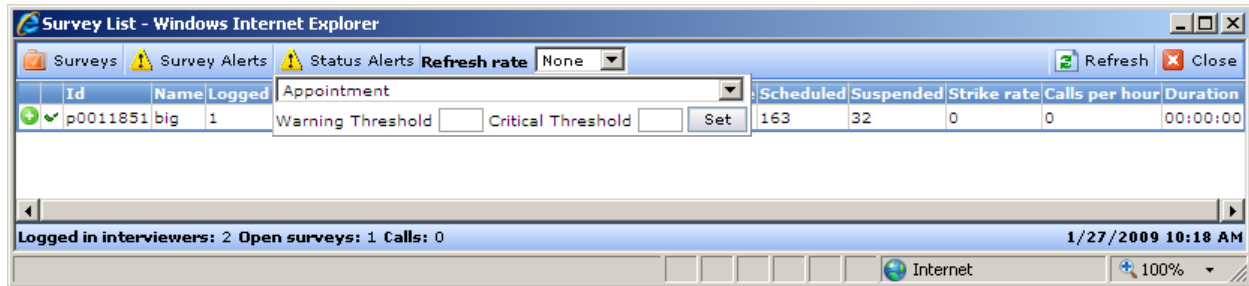 Survey List - Windows Internet Explorer
Surveys Survey Alerts Status Alerts Refresh rate None Refresh Close
Id Name Logged Appointment Scheduled Suspended Strike rate Calls per hour Duration
p0011851 big 1 Warning Threshold Critical Threshold Set 163 32 0 0 00:00:00
Logged in interviewers: 2 Open surveys: 1 Calls: 0 1/27/2009 10:18 AM
Internet 100%